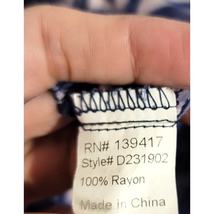 RN# 139417
Style# D231902
100% Rayon
Made in China